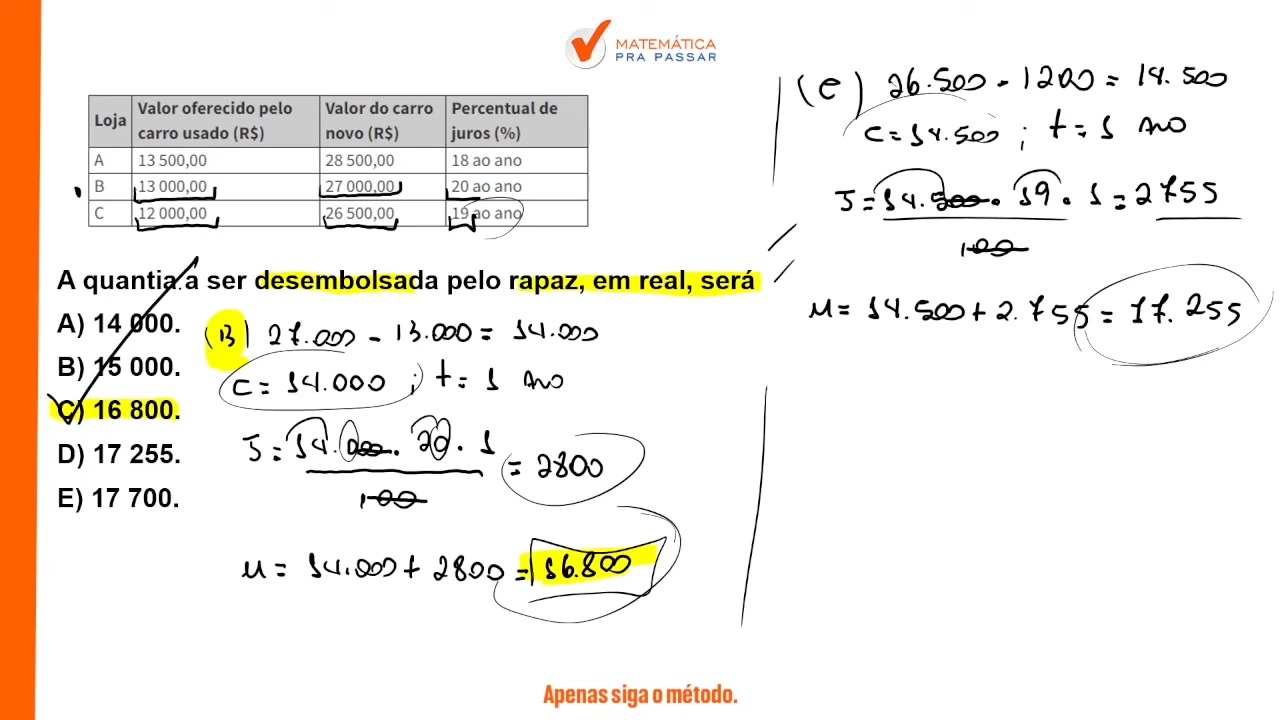 MATEMÁTICA
PRA PASSAR
Loja Valor oferecido pelo carro usado (R$) Valor do carro novo (R$) Percentual de juros (%)
A 13 500,00 28 500,00 18 ao ano
B 13 000,00 27 000,00 20 ao ano
C 12 000,00 26 500,00 19 ao ano
A quantia a ser desembolsada pelo rapaz, em real, será
A) 14 000.
B) 15 000.
C) 16 800.
D) 17 255.
E) 17 700.
(B) 27.000 - 13.000 = 14.000
C = 14.000 ; t = 1 ano
J = 14.000 . 20 . 1 = 2800
100
M = 14.000 + 2800 = 16.800
(C) 26.500 - 1200 = 14.500
C = 14.500 ; t = 1 ano
J = 14.500 . 19 . 1 = 2755
100
M = 14.500 + 2.755 = 17.255
Apenas siga o método.